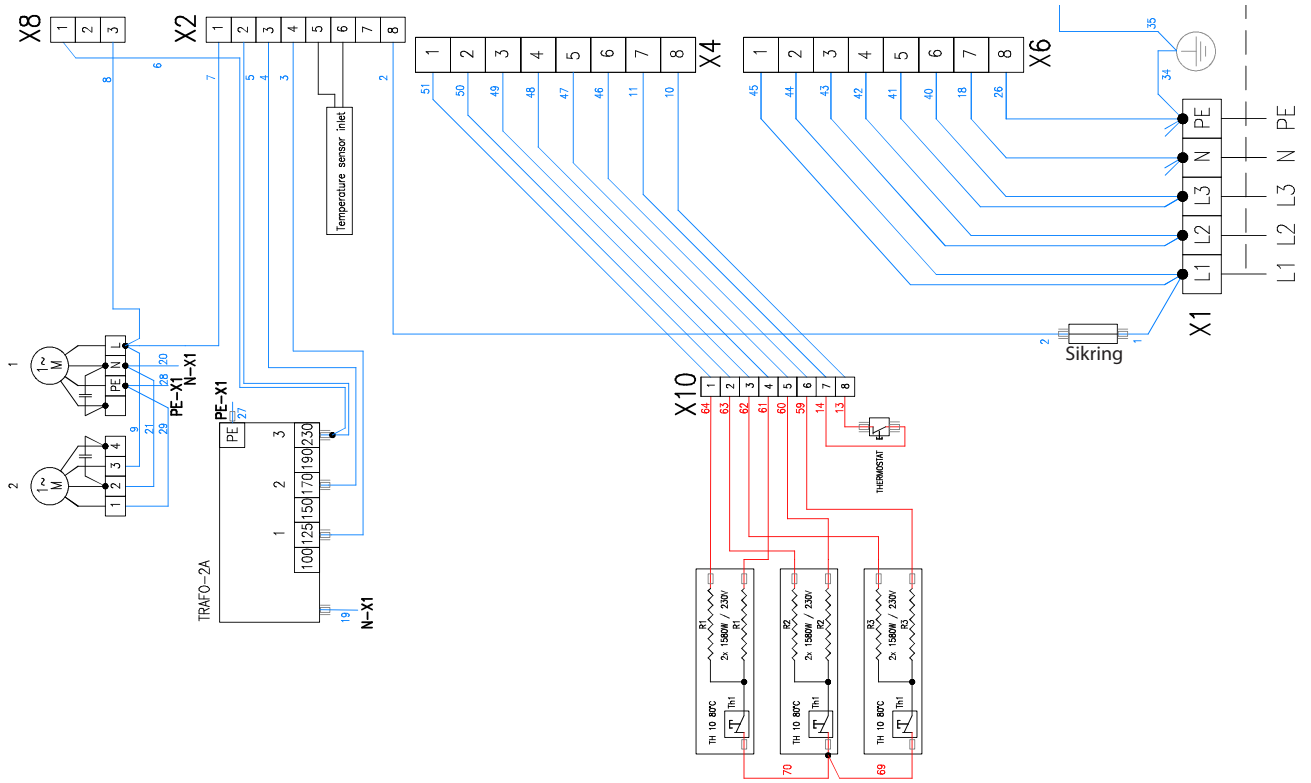 X8
1
2
3
X2
1
2
3
4
5
6
7
8
X4
1
2
3
4
5
6
7
8
X6
1
2
3
4
5
6
7
8
8
6
7
5
4
3
2
51
50
49
48
47
46
11
10
45
44
43
42
41
40
18
26
34
35
Temperature sensor inlet
X1
PE
N
L3
L2
L1
PE
N
L3
L2
L1
2
1
Sikring
1
1~
M
L
N
PE
20
28
N-X1
PE-X1
9
21
29
2
1~
M
4
3
2
1
PE-X1
27
PE
3
2
1
230
190
170
150
125
100
TRAFO-2A
19
N-X1
X10
1
2
3
4
5
6
7
8
64
63
62
61
60
59
14
13
THERMOSTAT
R1
R1
2x 1580W / 230V
TH 10 80°C
Th1
R2
R2
2x 1580W / 230V
TH 10 80°C
Th1
R3
R3
2x 1580W / 230V
TH 10 80°C
Th1
70
69